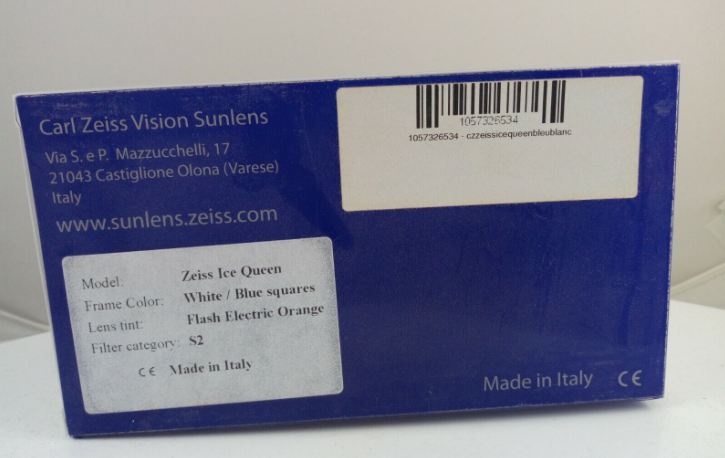 Carl Zeiss Vision Sunlens
Via S. e P. Mazzucchelli, 17
21043 Castiglione Olona (Varese)
Italy
www.sunlens.zeiss.com
1057326534
1057326534 - czzeissicequeenbleublanc
Model: Zeiss Ice Queen
Frame Color: White / Blue squares
Lens tint: Flash Electric Orange
Filter category: S2
CE Made in Italy
Made in Italy CE